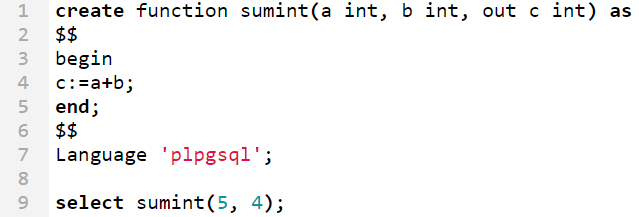 1 create function sumint(a int, b int, out c int) as
2 $$
3 begin
4 c:=a+b;
5 end;
6 $$
7 Language 'plpgsql';
8
9 select sumint(5, 4);